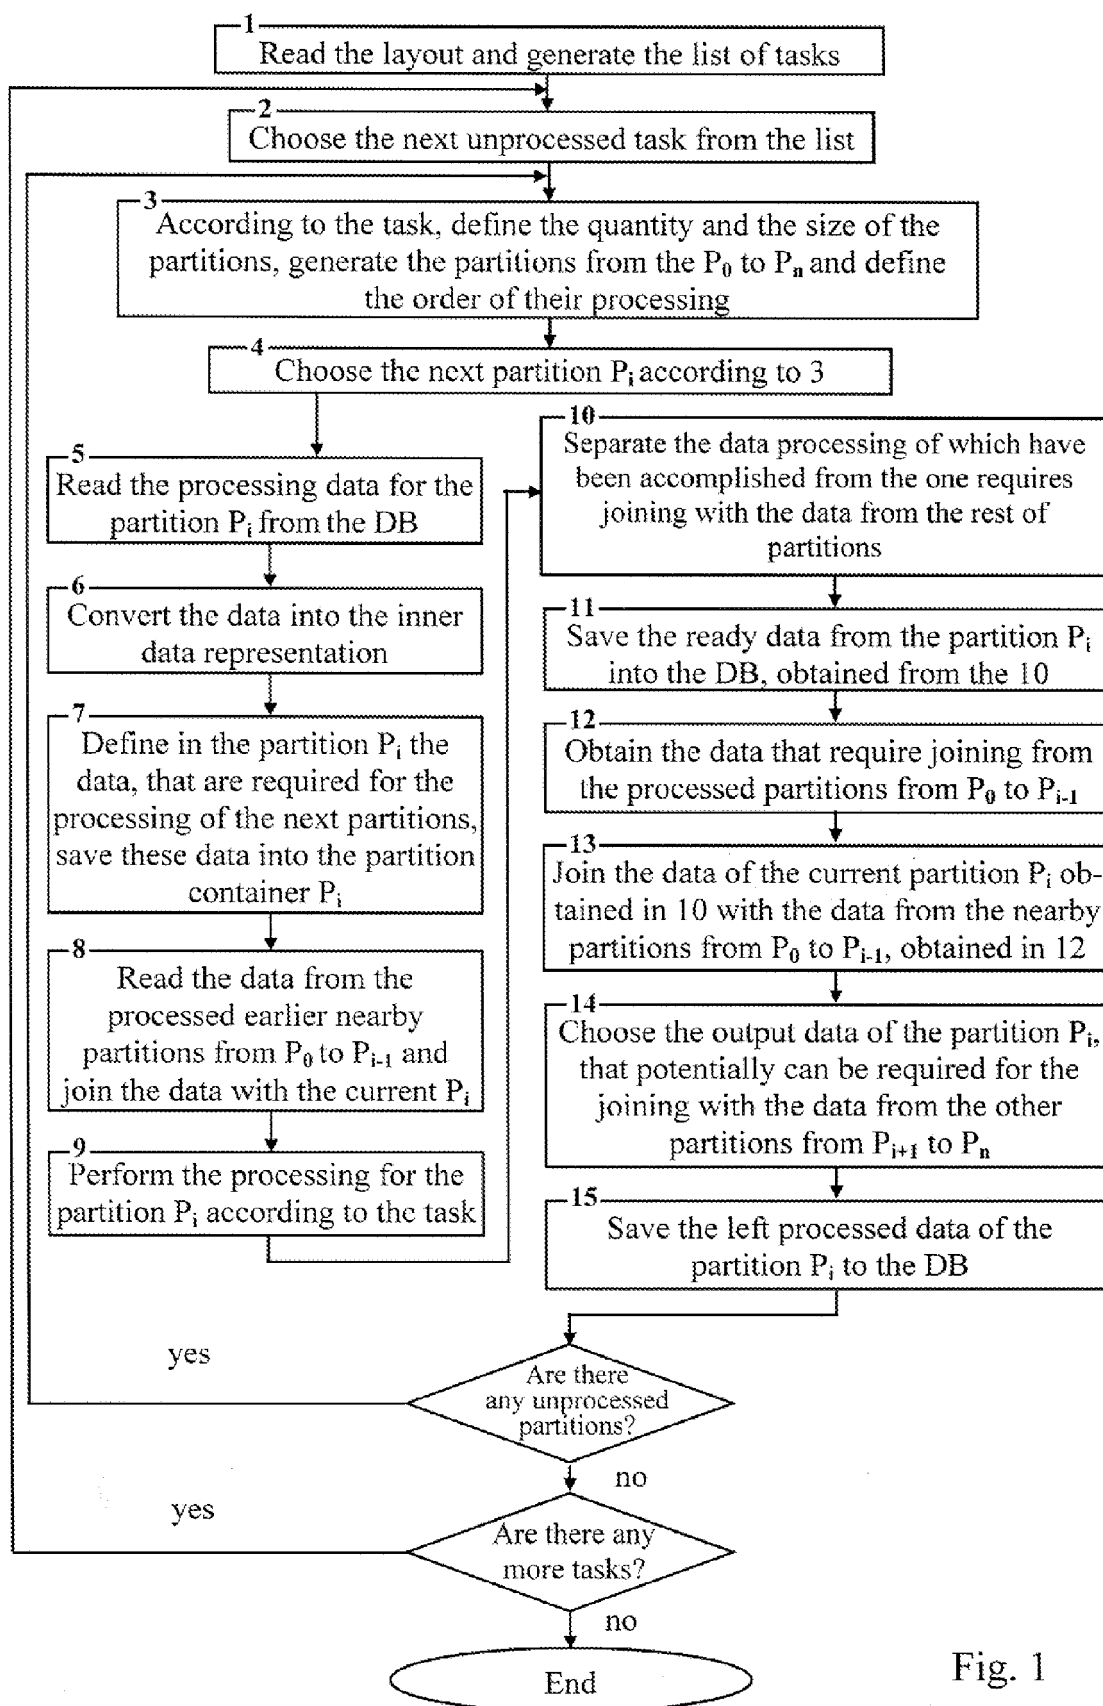 1
Read the layout and generate the list of tasks
2
Choose the next unprocessed task from the list
3
According to the task, define the quantity and the size of the
partitions, generate the partitions from the P₀ to Pₙ and define
the order of their processing
4
Choose the next partition Pᵢ according to 3
5
Read the processing data for the
partition Pᵢ from the DB
6
Convert the data into the inner
data representation
7
Define in the partition Pᵢ the
data, that are required for the
processing of the next partitions,
save these data into the partition
container Pᵢ
8
Read the data from the
processed earlier nearby
partitions from P₀ to Pᵢ₋₁ and
join the data with the current Pᵢ
9
Perform the processing for the
partition Pᵢ according to the task
10
Separate the data processing of which have
been accomplished from the one requires
joining with the data from the rest of
partitions
11
Save the ready data from the partition Pᵢ
into the DB, obtained from the 10
12
Obtain the data that require joining from
the processed partitions from P₀ to Pᵢ₋₁
13
Join the data of the current partition Pᵢ ob-
tained in 10 with the data from the nearby
partitions from P₀ to Pᵢ₋₁, obtained in 12
14
Choose the output data of the partition Pᵢ,
that potentially can be required for the
joining with the data from the other
partitions from Pᵢ₊₁ to Pₙ
15
Save the left processed data of the
partition Pᵢ to the DB
yes
Are there
any unprocessed
partitions?
no
yes
Are there any
more tasks?
no
End
Fig. 1